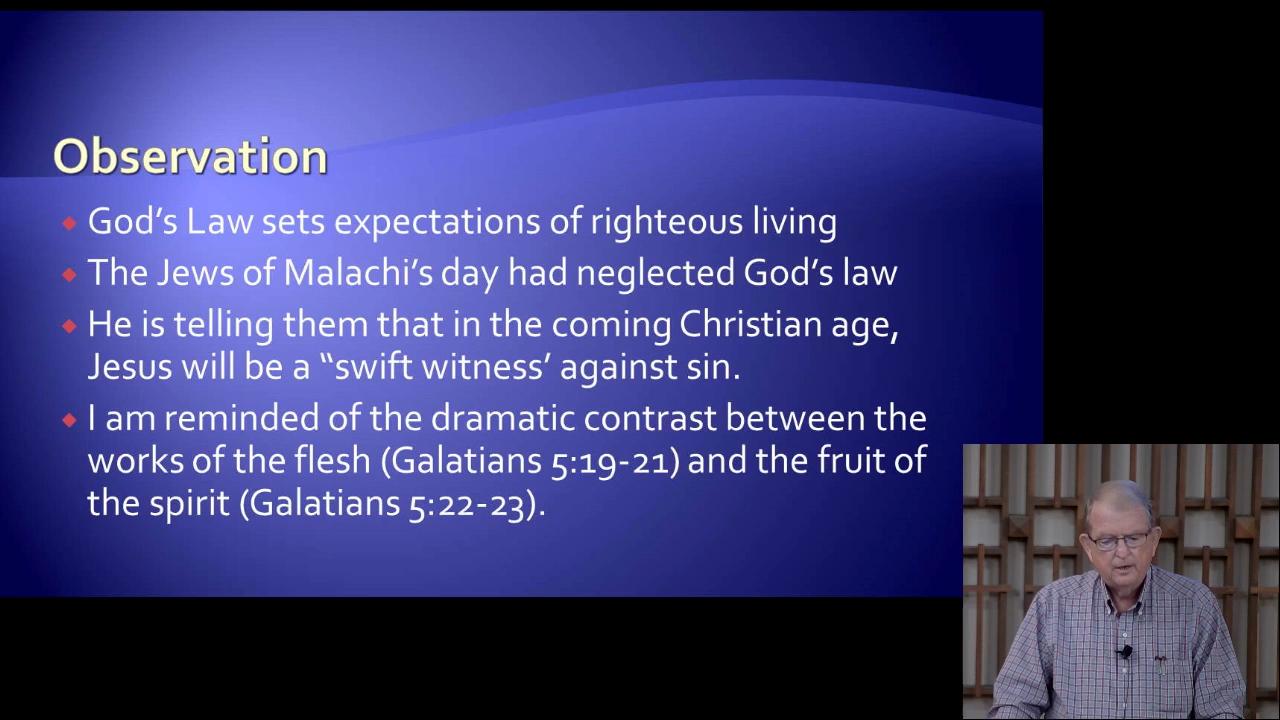 Observation
God’s Law sets expectations of righteous living
The Jews of Malachi’s day had neglected God’s law
He is telling them that in the coming Christian age,
Jesus will be a “swift witness’ against sin.
I am reminded of the dramatic contrast between the
works of the flesh (Galatians 5:19-21) and the fruit of
the spirit (Galatians 5:22-23).